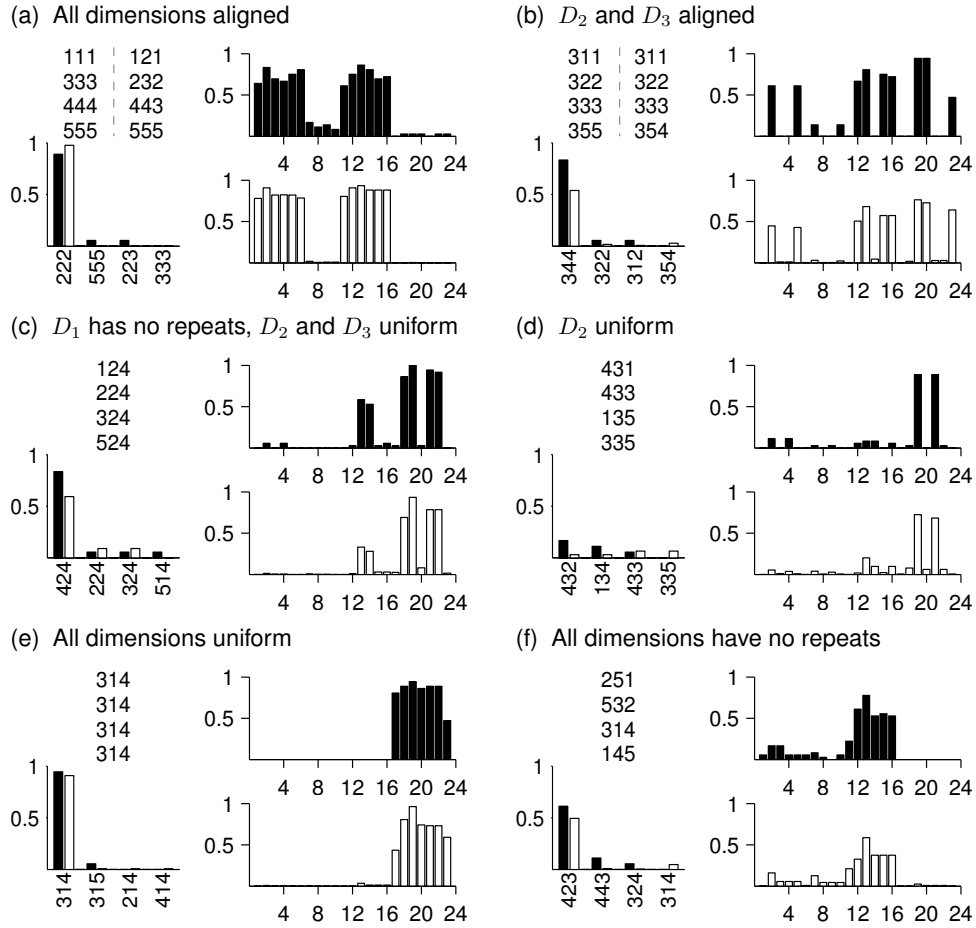 (a) All dimensions aligned
111 121
333 232
444 443
555 555
1
0.5
222 555 223 333
1
0.5
4 8 12 16 20 24
1
0.5
4 8 12 16 20 24
(b) D2 and D3 aligned
311 311
322 322
333 333
355 354
1
0.5
344 322 312 354
1
0.5
4 8 12 16 20 24
1
0.5
4 8 12 16 20 24
(c) D1 has no repeats, D2 and D3 uniform
124
224
324
524
1
0.5
424 224 324 514
1
0.5
4 8 12 16 20 24
1
0.5
4 8 12 16 20 24
(d) D2 uniform
431
433
135
335
1
0.5
432 134 433 335
1
0.5
4 8 12 16 20 24
1
0.5
4 8 12 16 20 24
(e) All dimensions uniform
314
314
314
314
1
0.5
314 315 214 414
1
0.5
4 8 12 16 20 24
1
0.5
4 8 12 16 20 24
(f) All dimensions have no repeats
251
532
314
145
1
0.5
423 443 324 314
1
0.5
4 8 12 16 20 24
1
0.5
4 8 12 16 20 24